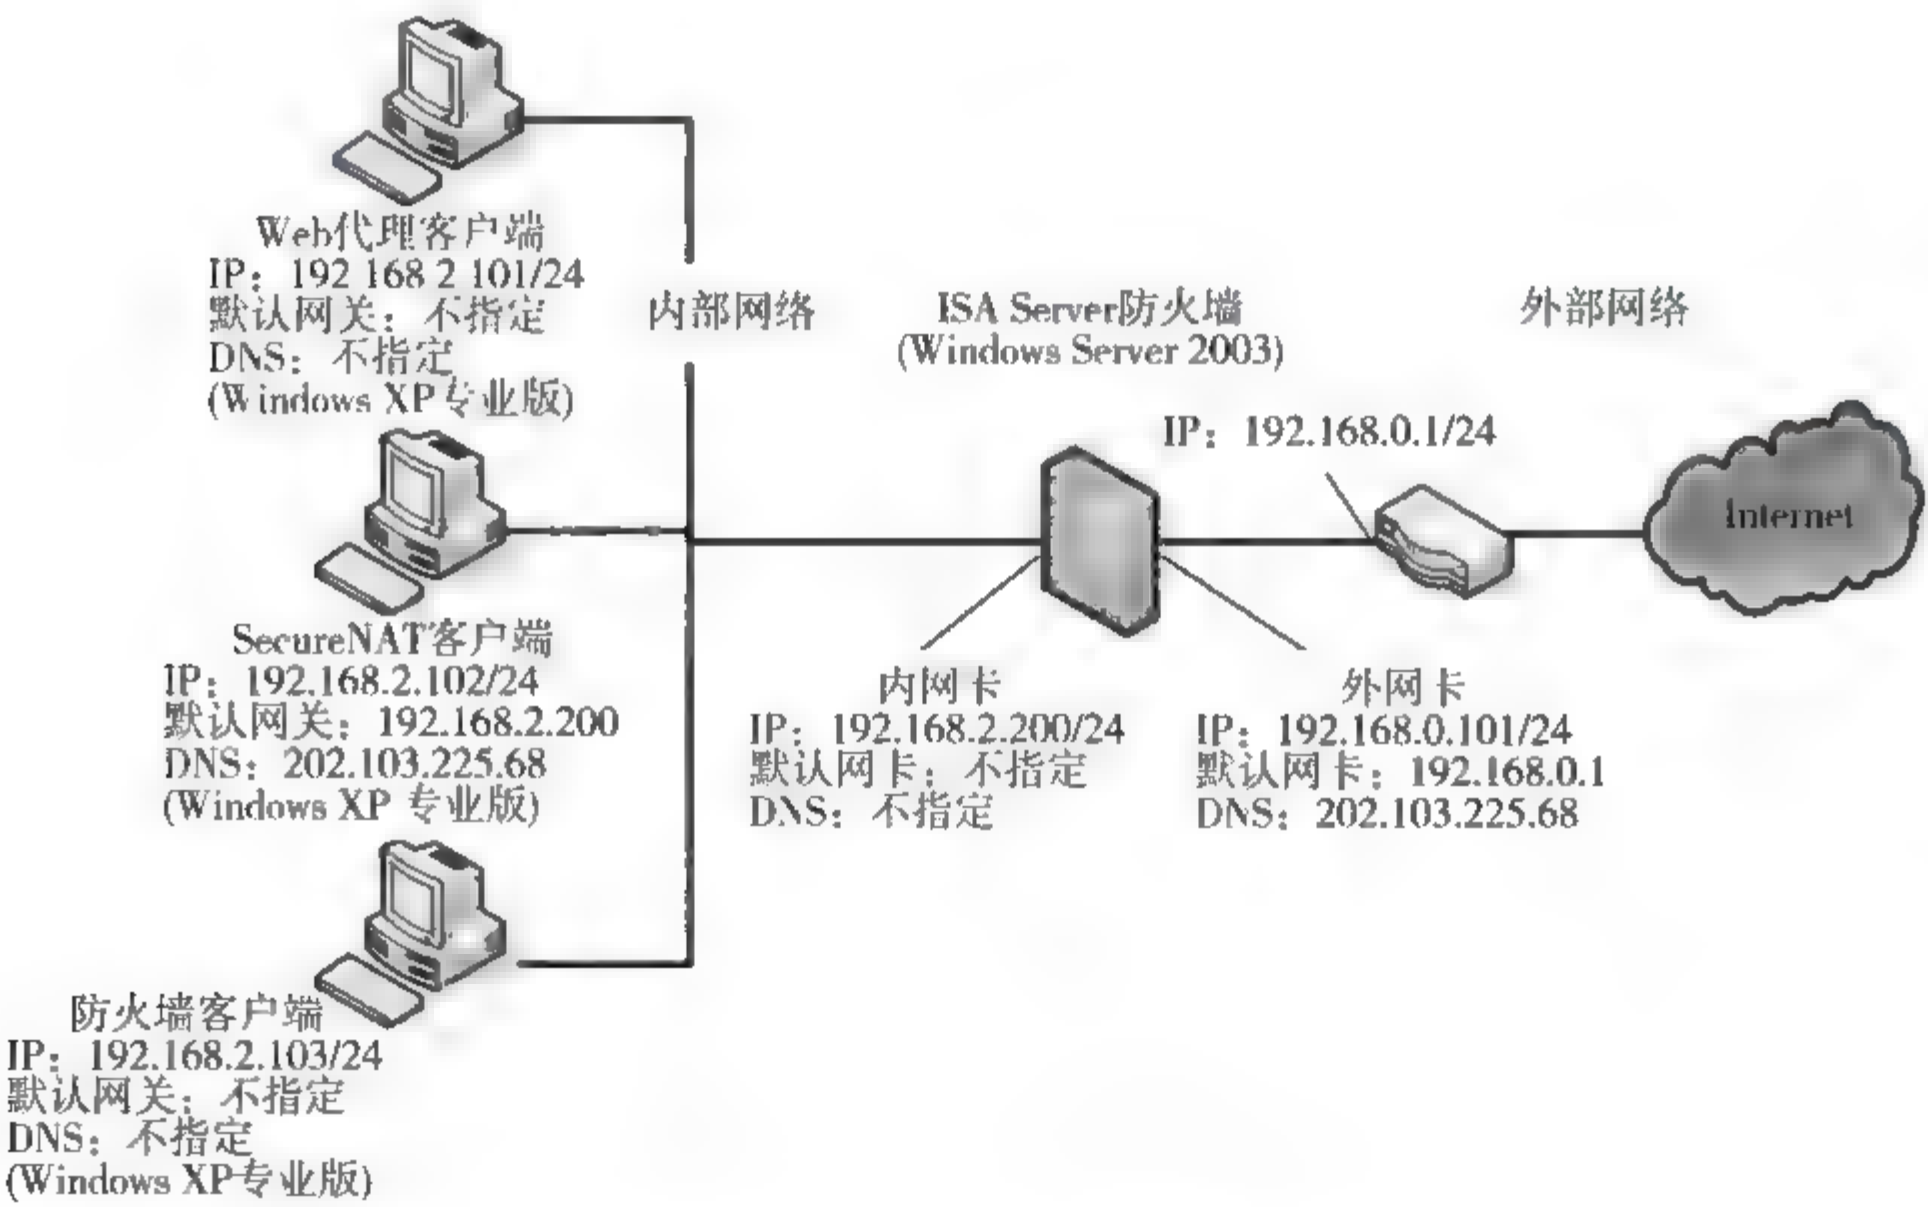 Web代理客户端
IP：192 168 2 101/24
默认网关：不指定
DNS：不指定
(Windows XP专业版)
内部网络
ISA Server防火墙
(Windows Server 2003)
外部网络
IP：192.168.0.1/24
Internet
SecureNAT客户端
IP：192.168.2.102/24
默认网关：192.168.2.200
DNS：202.103.225.68
(Windows XP 专业版)
内网卡
IP：192.168.2.200/24
默认网卡：不指定
DNS：不指定
外网卡
IP：192.168.0.101/24
默认网卡：192.168.0.1
DNS：202.103.225.68
防火墙客户端
IP：192.168.2.103/24
默认网关：不指定
DNS：不指定
(Windows XP专业版)